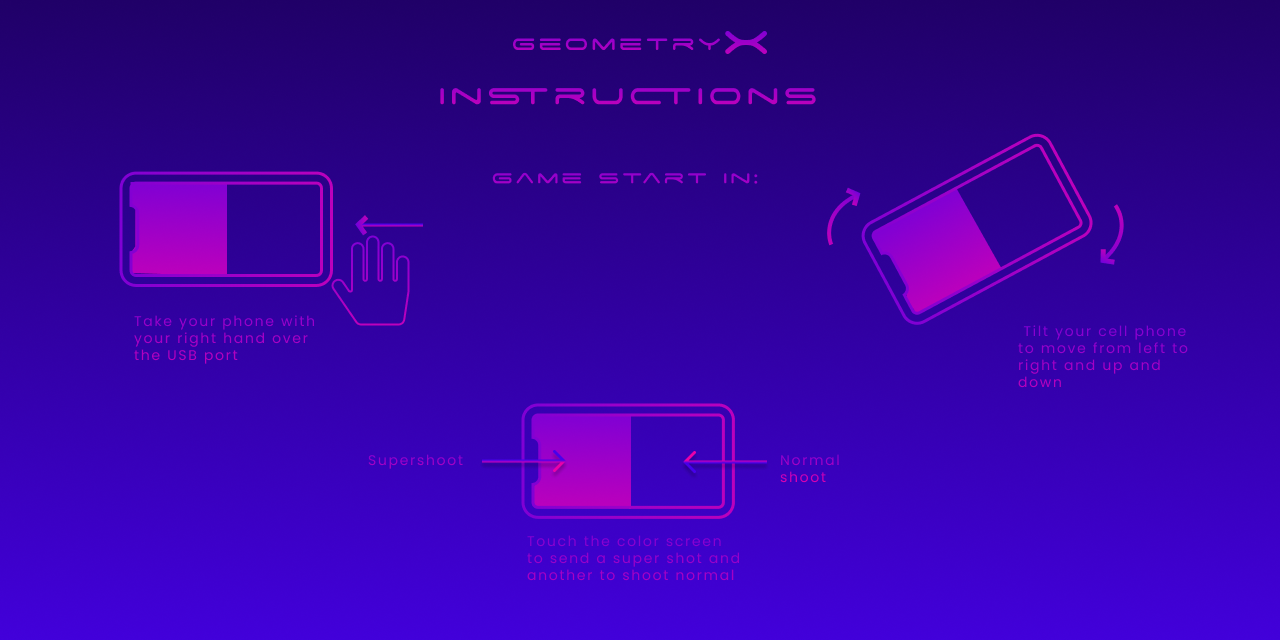 GEOMETRYX
INSTRUCTIONS
GAME START IN:
Take your phone with
your right hand over
the USB port
Tilt your cell phone
to move from left to
right and up and
down
Supershoot
Normal
shoot
Touch the color screen .
to send a super shot and
another to shoot normal